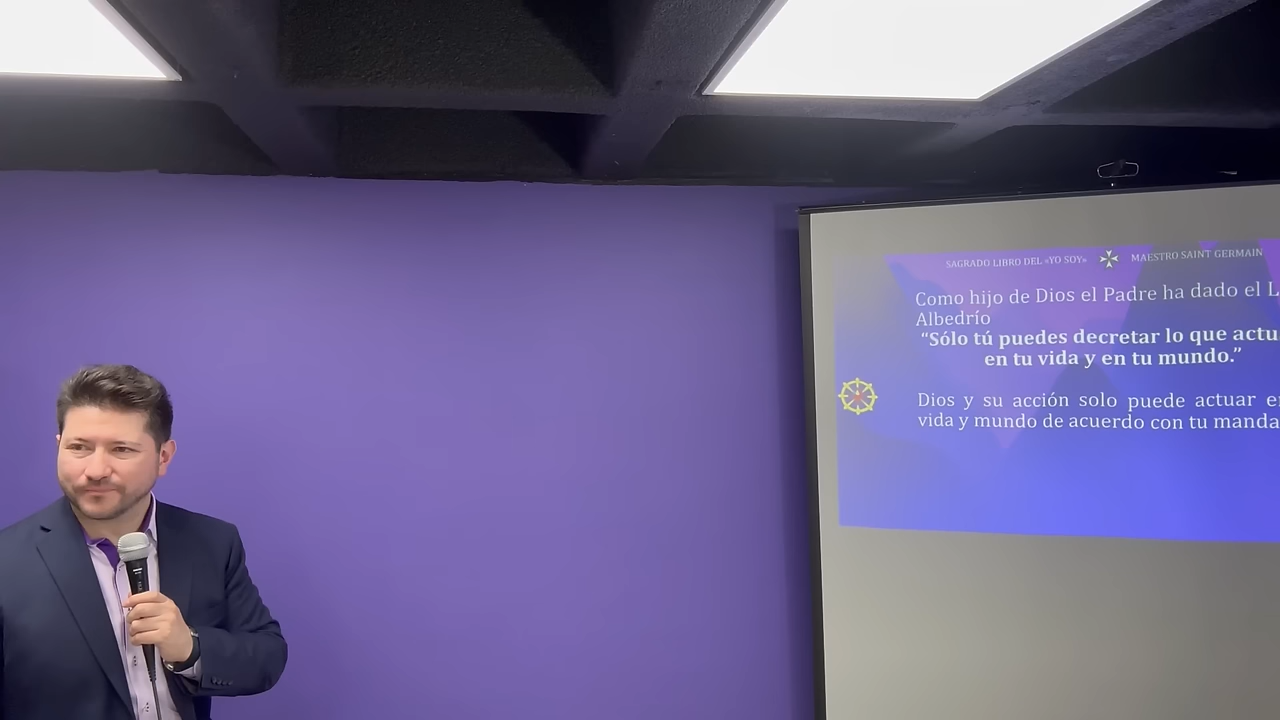 SAGRADO LIBRO DEL «YO SOY» MAESTRO SAINT GERMAIN
Como hijo de Dios el Padre ha dado el L
Albedrío
“Sólo tú puedes decretar lo que actu
en tu vida y en tu mundo.”
Dios y su acción solo puede actuar e
vida y mundo de acuerdo con tu manda